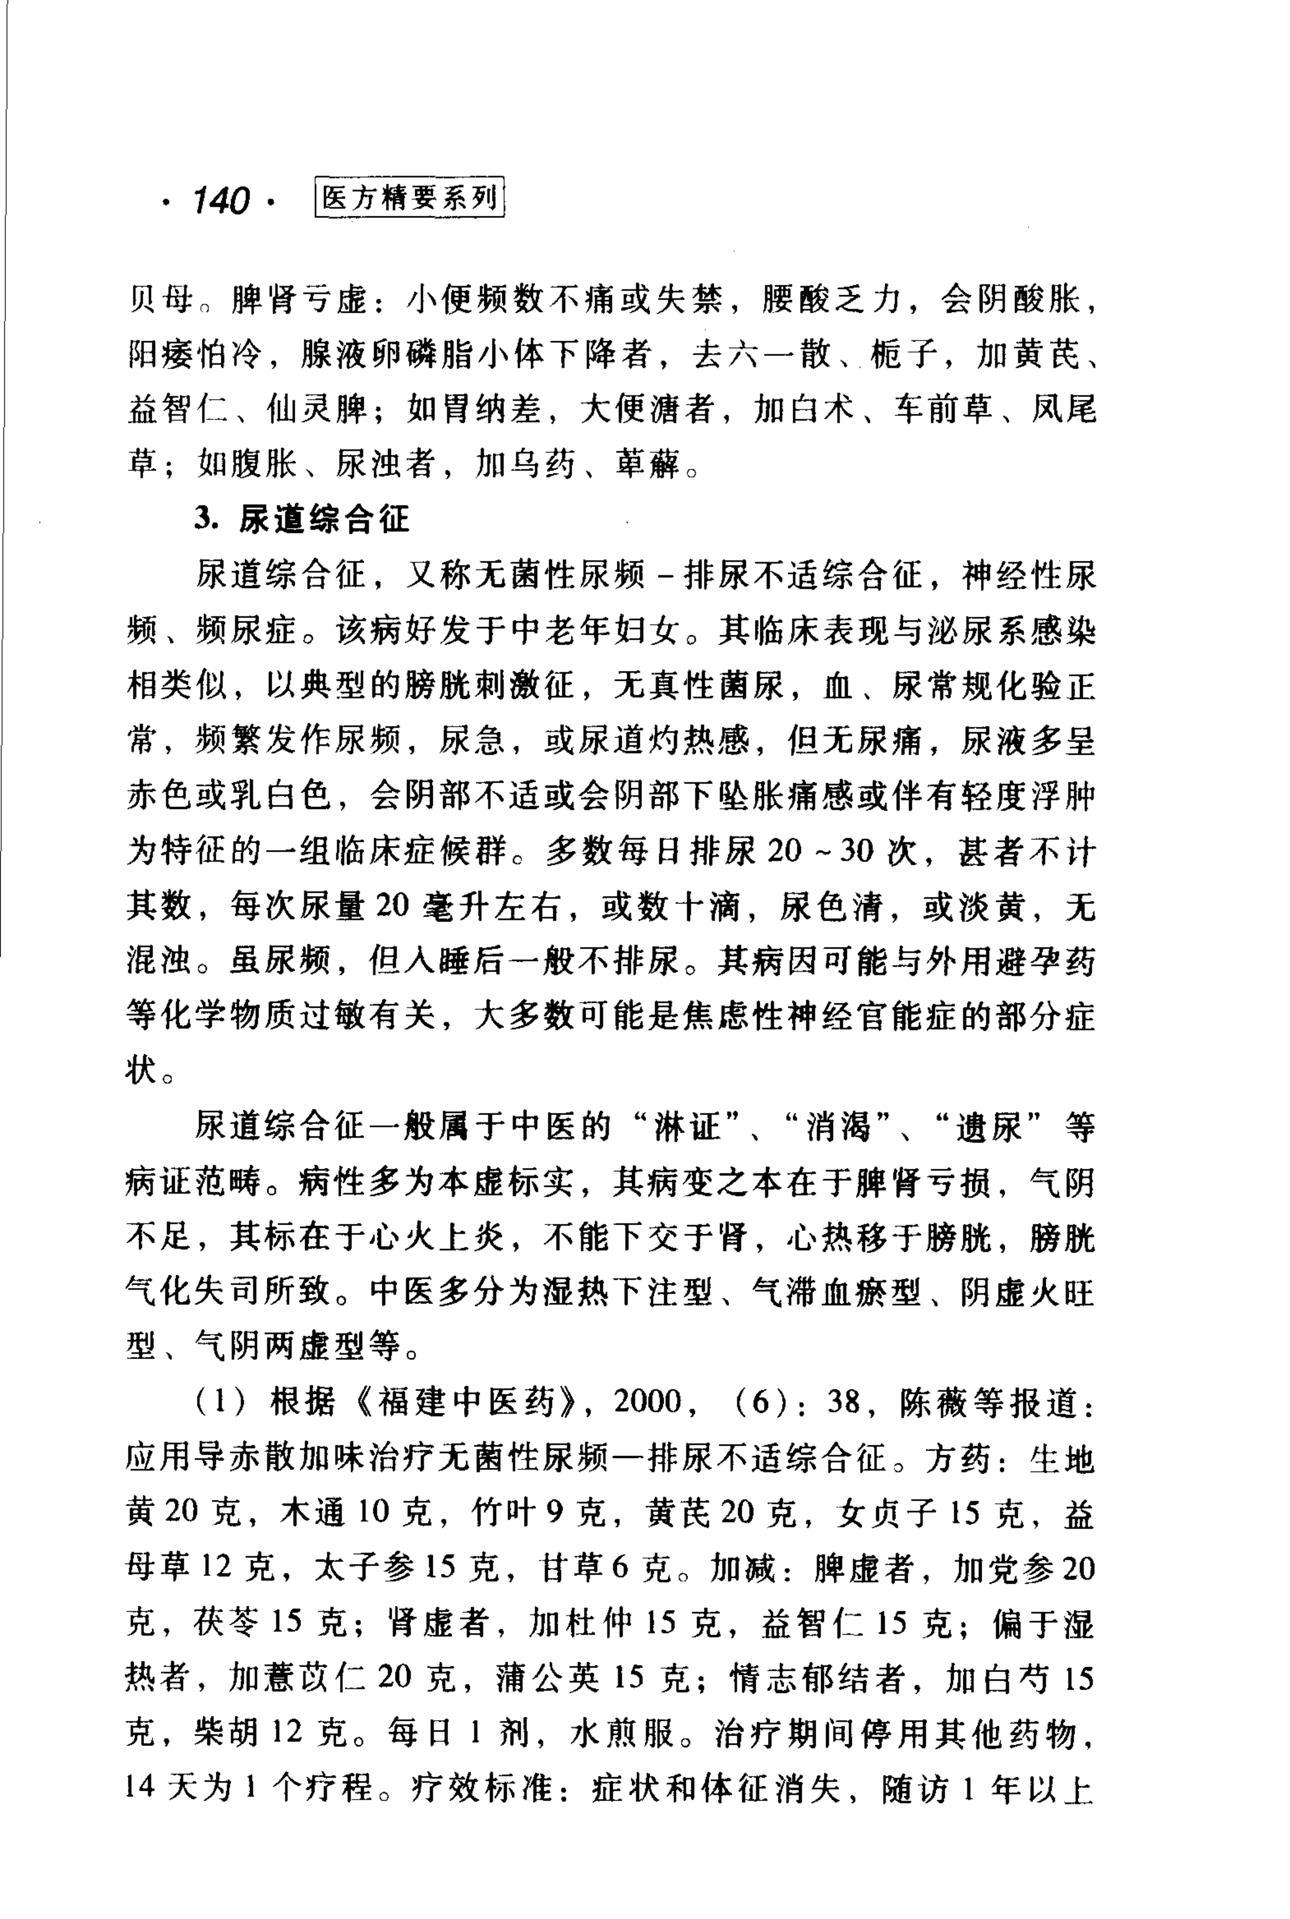 · 140 · 医方精要系列
贝母。脾肾亏虚：小便频数不痛或失禁，腰酸乏力，会阴酸胀，
阳痿怕冷，腺液卵磷脂小体下降者，去六一散、栀子，加黄芪、
益智仁、仙灵脾；如胃纳差，大便溏者，加白术、车前草、凤尾
草；如腹胀、尿浊者，加乌药、萆薢。
3. 尿道综合征
尿道综合征，又称无菌性尿频－排尿不适综合征，神经性尿
频、频尿症。该病好发于中老年妇女。其临床表现与泌尿系感染
相类似，以典型的膀胱刺激征，无真性菌尿，血、尿常规化验正
常，频繁发作尿频，尿急，或尿道灼热感，但无尿痛，尿液多呈
赤色或乳白色，会阴部不适或会阴部下坠胀痛感或伴有轻度浮肿
为特征的一组临床症候群。多数每日排尿 20～30 次，甚者不计
其数，每次尿量 20 毫升左右，或数十滴，尿色清，或淡黄，无
混浊。虽尿频，但入睡后一般不排尿。其病因可能与外用避孕药
等化学物质过敏有关，大多数可能是焦虑性神经官能症的部分症
状。
尿道综合征一般属于中医的“淋证”、“消渴”、“遗尿”等
病证范畴。病性多为本虚标实，其病变之本在于脾肾亏损，气阴
不足，其标在于心火上炎，不能下交于肾，心热移于膀胱，膀胱
气化失司所致。中医多分为湿热下注型、气滞血瘀型、阴虚火旺
型、气阴两虚型等。
（1）根据《福建中医药》，2000，（6）：38，陈薇等报道：
应用导赤散加味治疗无菌性尿频—排尿不适综合征。方药：生地
黄 20 克，木通 10 克，竹叶 9 克，黄芪 20 克，女贞子 15 克，益
母草 12 克，太子参 15 克，甘草 6 克。加减：脾虚者，加党参 20
克，茯苓 15 克；肾虚者，加杜仲 15 克，益智仁 15 克；偏于湿
热者，加薏苡仁 20 克，蒲公英 15 克；情志郁结者，加白芍 15
克，柴胡 12 克。每日 1 剂，水煎服。治疗期间停用其他药物，
14 天为 1 个疗程。疗效标准：症状和体征消失，随访 1 年以上